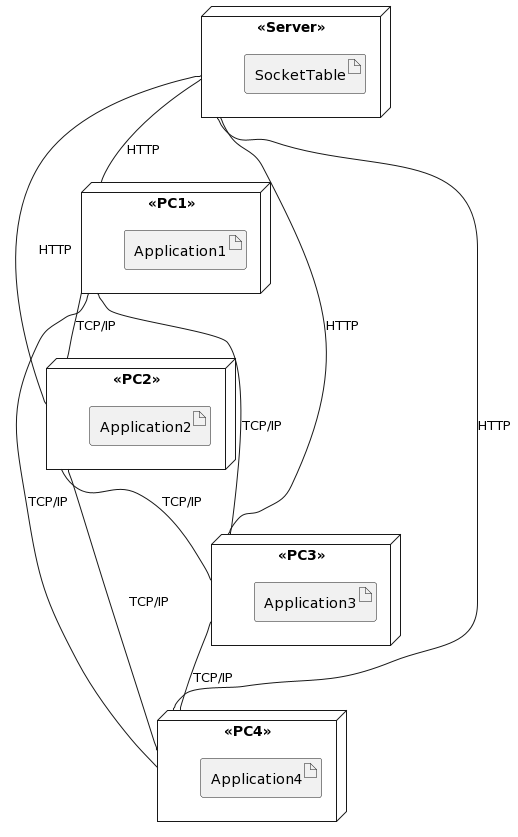 «Server»
SocketTable
HTTP
«PC1»
Application1
HTTP
TCP/IP
HTTP
«PC2»
Application2
TCP/IP
HTTP
TCP/IP
TCP/IP
«PC3»
Application3
TCP/IP
TCP/IP
«PC4»
Application4